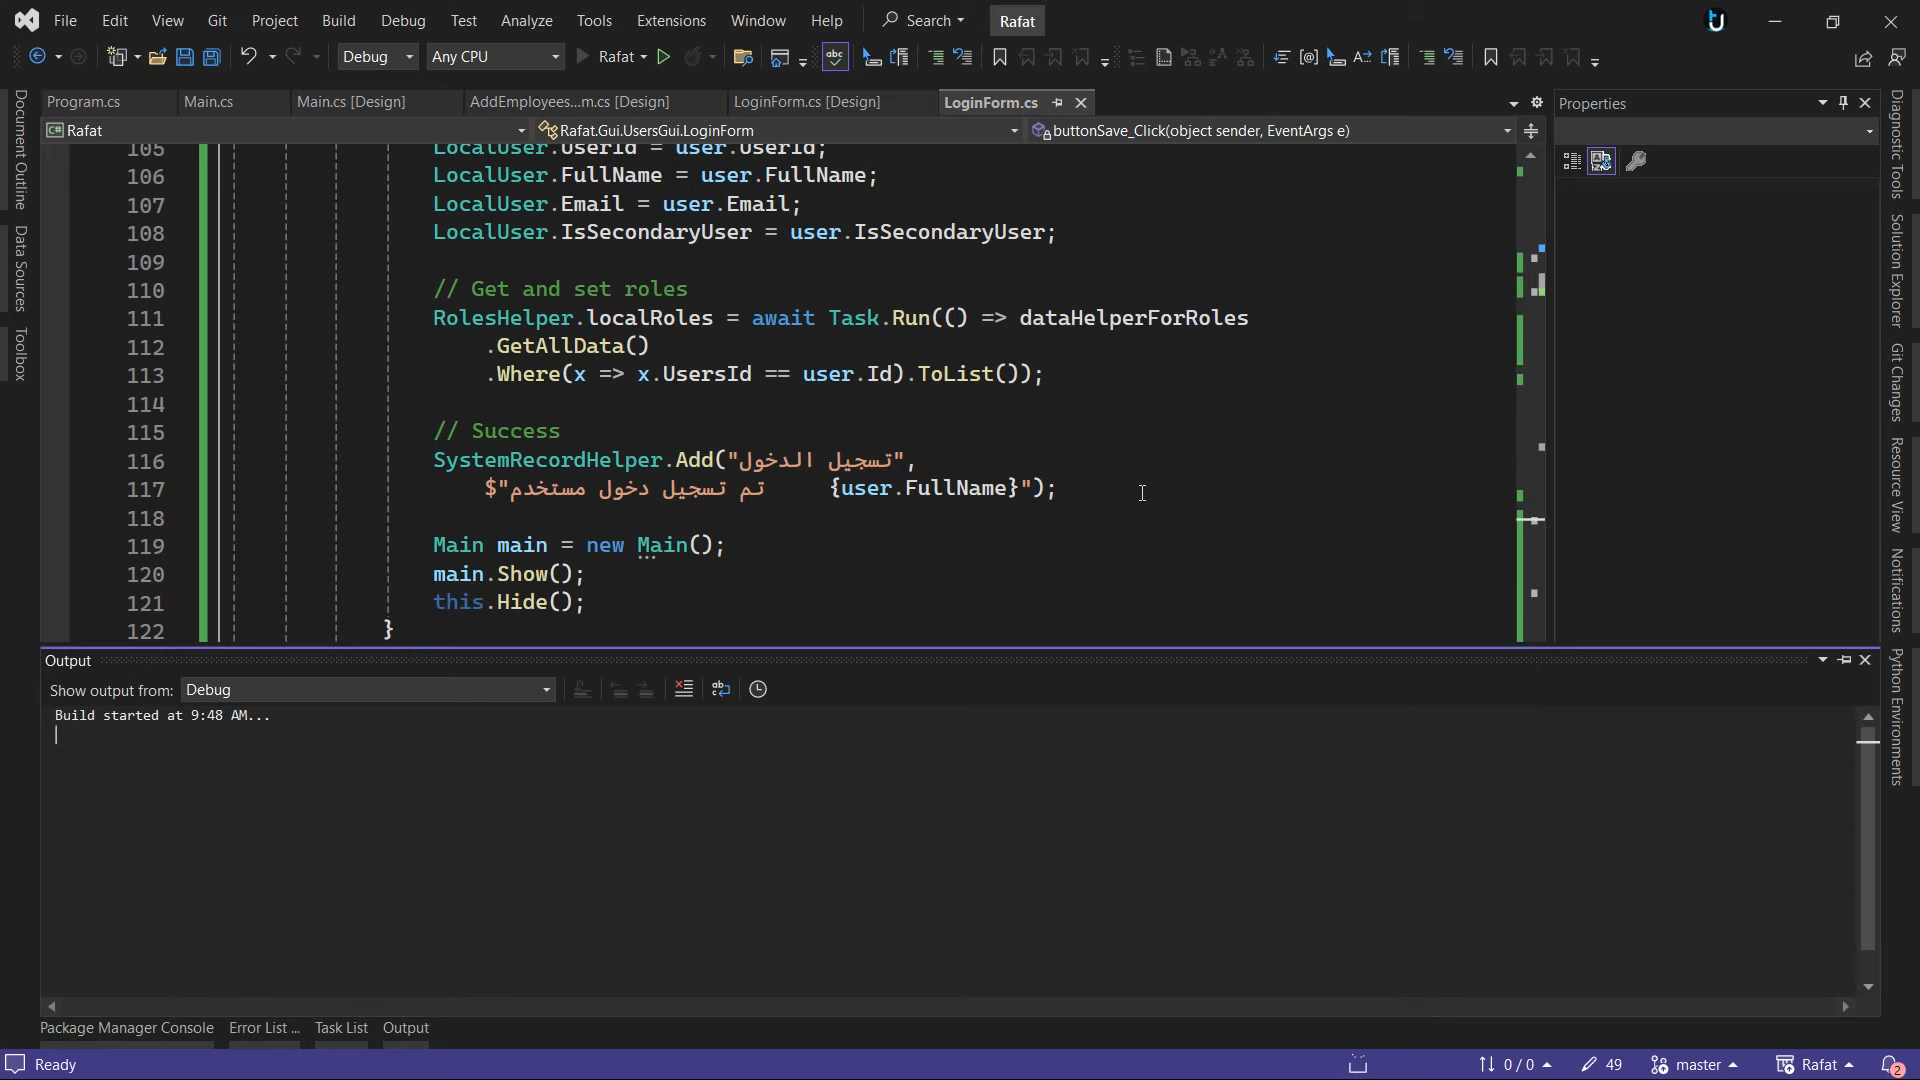 File Edit View Git Project Build Debug Test Analyze Tools Extensions Window Help Search Rafat
Debug Any CPU Rafat
Program.cs Main.cs Main.cs [Design] AddEmployees...m.cs [Design] LoginForm.cs [Design] LoginForm.cs
Rafat Rafat.Gui.UsersGui.LoginForm buttonSave_Click(object sender, EventArgs e)
105 LocalUser.UserId = user.UserId;
106 LocalUser.FullName = user.FullName;
107 LocalUser.Email = user.Email;
108 LocalUser.IsSecondaryUser = user.IsSecondaryUser;
109
110 // Get and set roles
111 RolesHelper.localRoles = await Task.Run(() => dataHelperForRoles
112 .GetAllData()
113 .Where(x => x.UsersId == user.Id).ToList());
114
115 // Success
116 SystemRecordHelper.Add("تسجيل الدخول",
117 $"تم تسجيل دخول مستخدم {user.FullName}");
118
119 Main main = new Main();
120 main.Show();
121 this.Hide();
122 }
Output
Show output from: Debug
Build started at 9:48 AM...
Package Manager Console Error List ... Task List Output
Ready 0 / 0 49 master Rafat 2
Document Outline
Data Sources
Toolbox
Properties
Diagnostic Tools
Solution Explorer
Git Changes
Resource View
Notifications
Python Environments